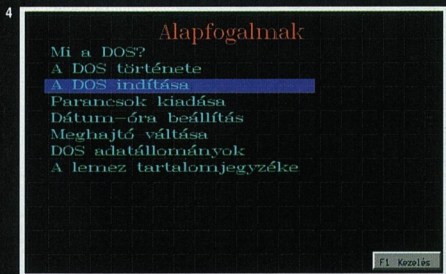 4
Alapfogalmak
Mi a DOS?
A DOS története
A DOS indítása
Parancsok kiadása
Dátum-óra beállítás
Meghajtó váltása
DOS adatállományok
A lemez tartalomjegyzéke
F1 Kezelés